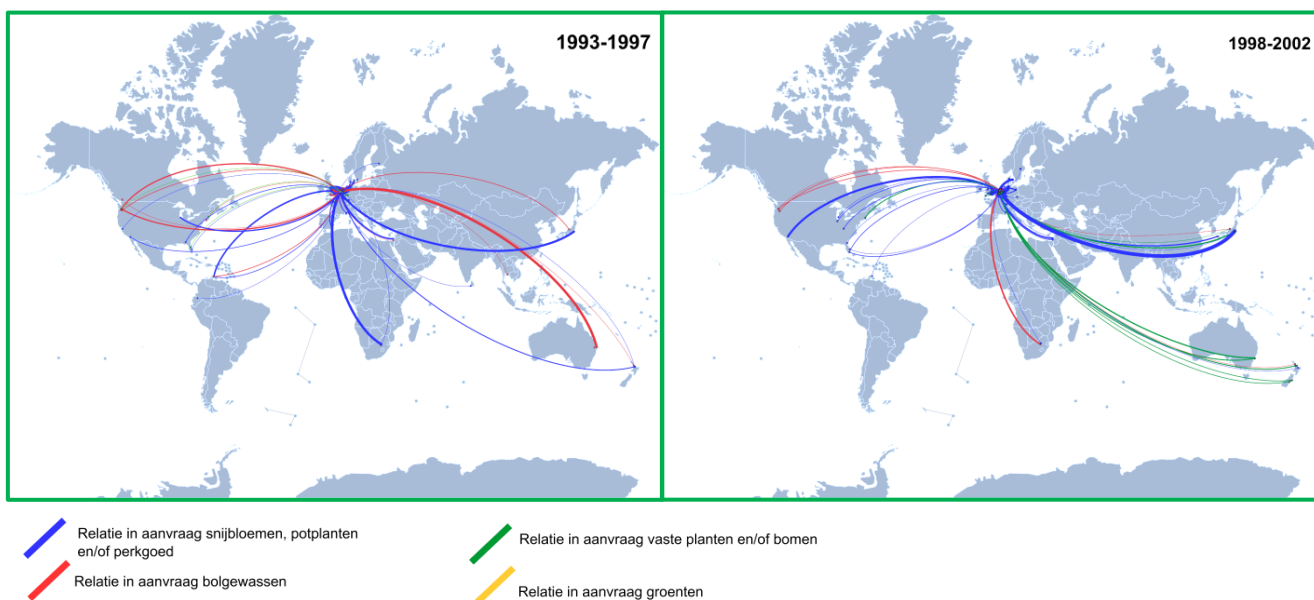 1993-1997
1998-2002
Relatie in aanvraag snijbloemen, potplanten
en/of perkgoed
Relatie in aanvraag bolgewassen
Relatie in aanvraag vaste planten en/of bomen
Relatie in aanvraag groenten